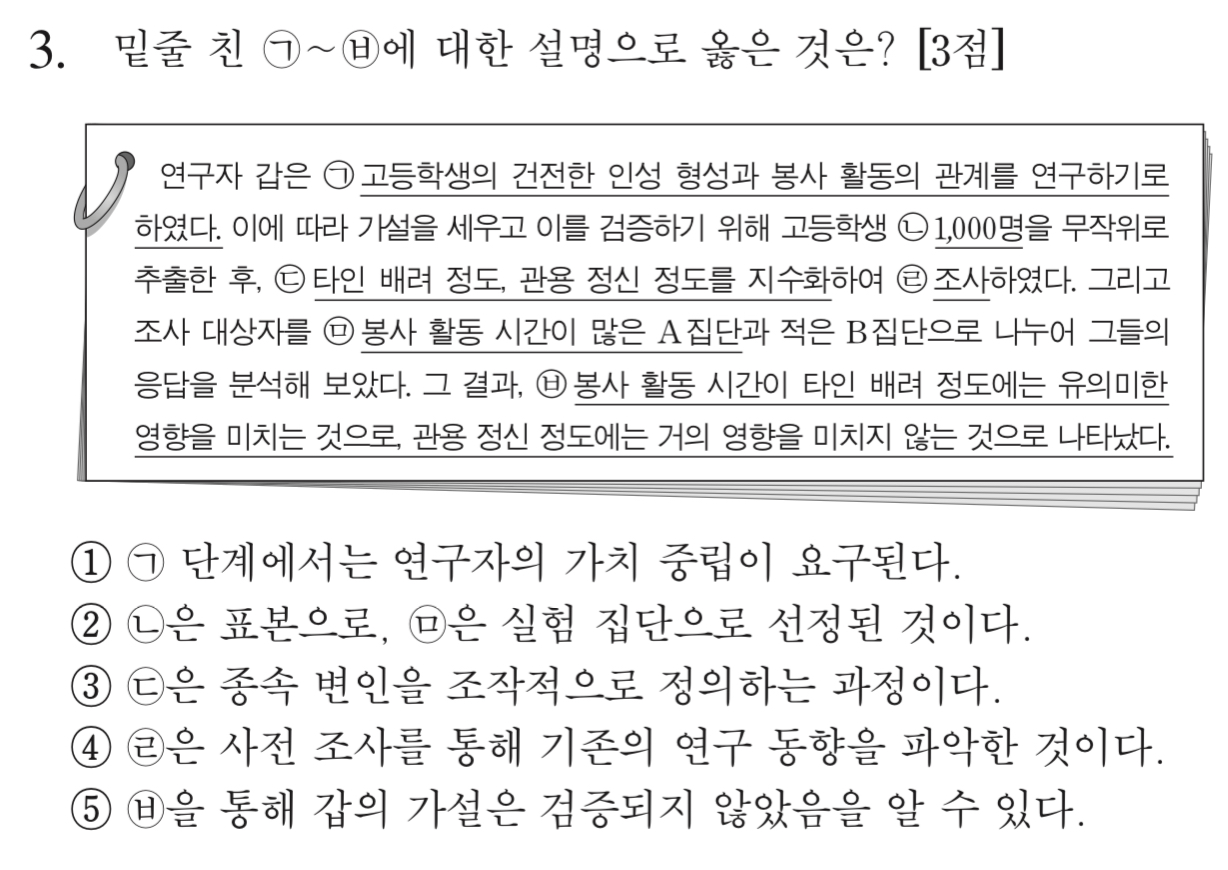 3. 밑줄 친 ㉠~㉥에 대한 설명으로 옳은 것은? [3점]
연구자 갑은 ㉠고등학생의 건전한 인성 형성과 봉사 활동의 관계를 연구하기로
하였다. 이에 따라 가설을 세우고 이를 검증하기 위해 고등학생 ㉡1,000명을 무작위로
추출한 후, ㉢타인 배려 정도, 관용 정신 정도를 지수화하여 ㉣조사하였다. 그리고
조사 대상자를 ㉤봉사 활동 시간이 많은 A집단과 적은 B집단으로 나누어 그들의
응답을 분석해 보았다. 그 결과, ㉥봉사 활동 시간이 타인 배려 정도에는 유의미한
영향을 미치는 것으로, 관용 정신 정도에는 거의 영향을 미치지 않는 것으로 나타났다.
① ㉠ 단계에서는 연구자의 가치 중립이 요구된다.
② ㉡은 표본으로, ㉤은 실험 집단으로 선정된 것이다.
③ ㉢은 종속 변인을 조작적으로 정의하는 과정이다.
④ ㉣은 사전 조사를 통해 기존의 연구 동향을 파악한 것이다.
⑤ ㉥을 통해 갑의 가설은 검증되지 않았음을 알 수 있다.